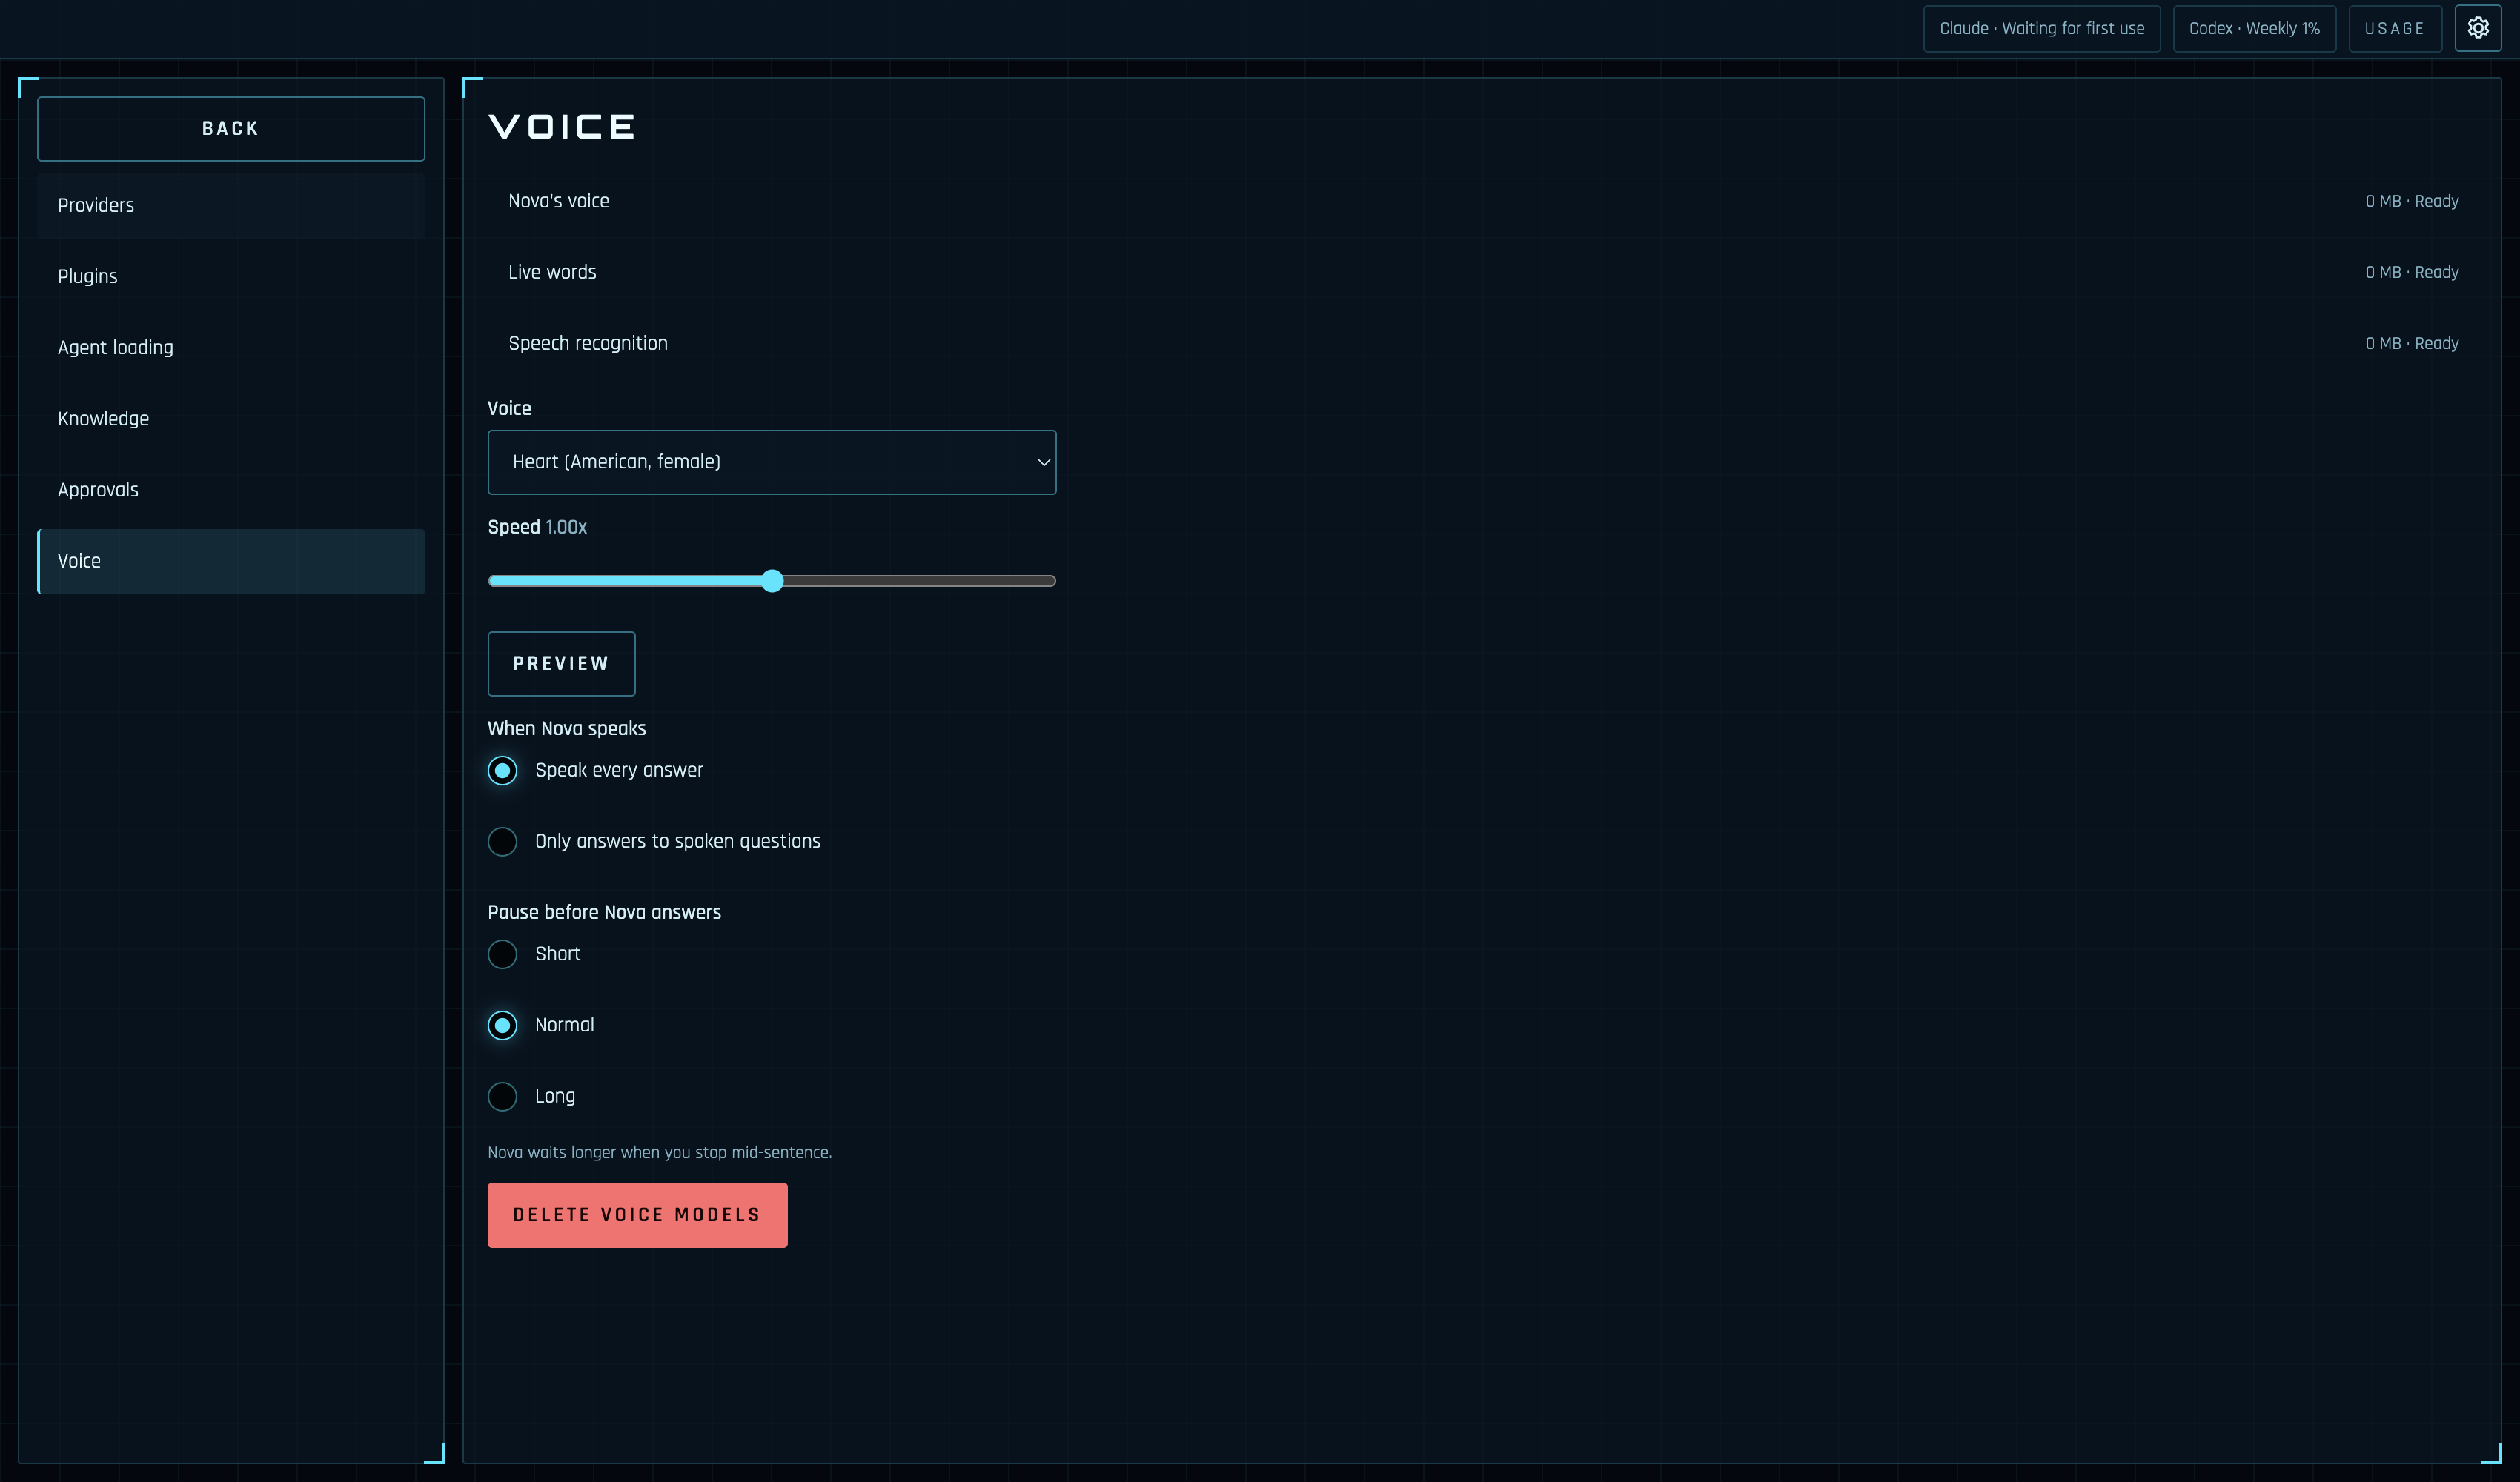 Claude · Waiting for first use
Codex · Weekly 1%
USAGE
BACK
Providers
Plugins
Agent loading
Knowledge
Approvals
Voice
VOICE
Nova's voice
0 MB · Ready
Live words
0 MB · Ready
Speech recognition
0 MB · Ready
Voice
Heart (American, female)
Speed 1.00x
PREVIEW
When Nova speaks
Speak every answer
Only answers to spoken questions
Pause before Nova answers
Short
Normal
Long
Nova waits longer when you stop mid-sentence.
DELETE VOICE MODELS